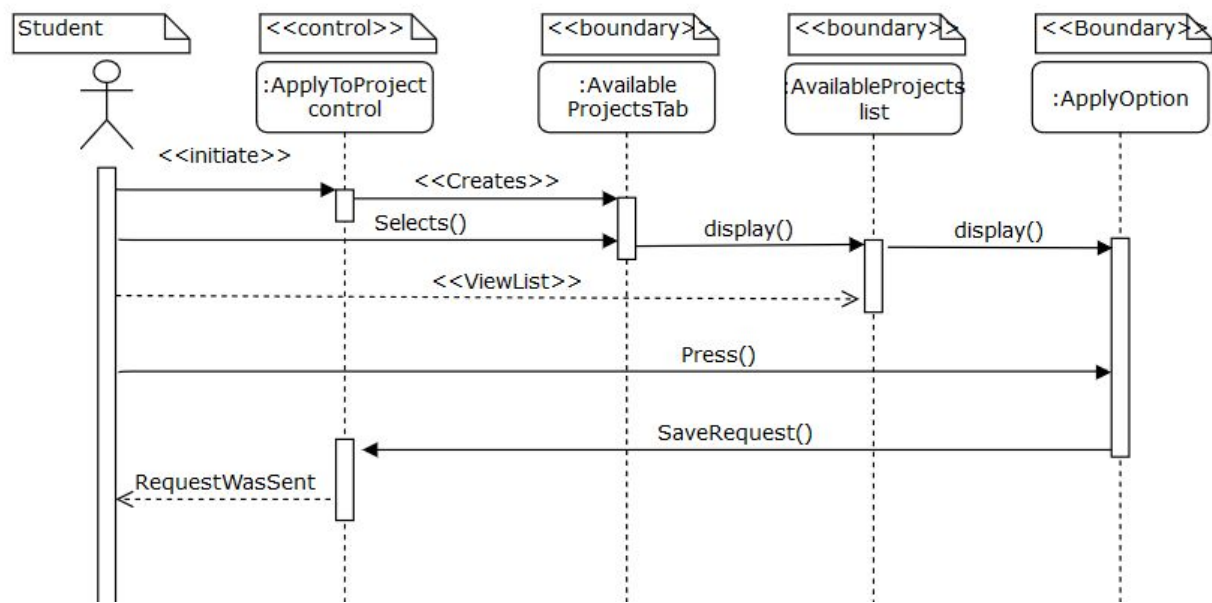 Student
<<control>>
<<boundary>>
<<boundary>>
<<Boundary>>
:ApplyToProject
control
:Available
ProjectsTab
:AvailableProjects
list
:ApplyOption
<<initiate>>
<<Creates>>
Selects()
display()
display()
<<ViewList>>
Press()
SaveRequest()
RequestWasSent